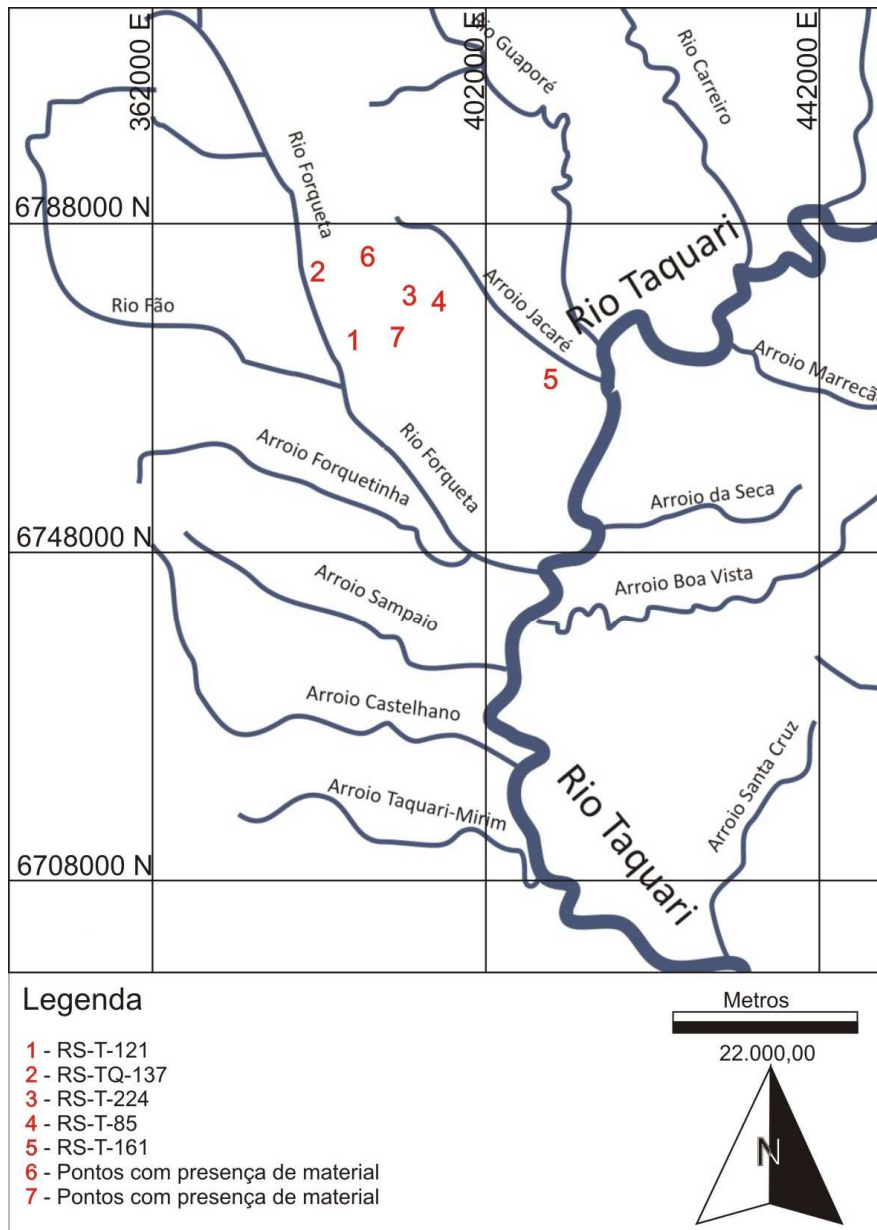 362000 E
402000 E
442000 E
Rio Guaporé
Rio Carreiro
Rio Forqueta
6788000 N
Rio Taquari
6
2
3
4
Arroio Jacaré
Rio Fão
1
7
5
Arroio Marrecão
Arroio Forquetinha
Rio Forqueta
Arroio da Seca
6748000 N
Arroio Sampaio
Arroio Boa Vista
Arroio Castelhano
Arroio Santa Cruz
Arroio Taquari-Mirim
Rio Taquari
6708000 N
Legenda
1 - RS-T-121
2 - RS-TQ-137
3 - RS-T-224
4 - RS-T-85
5 - RS-T-161
6 - Pontos com presença de material
7 - Pontos com presença de material
Metros
22.000,00
N